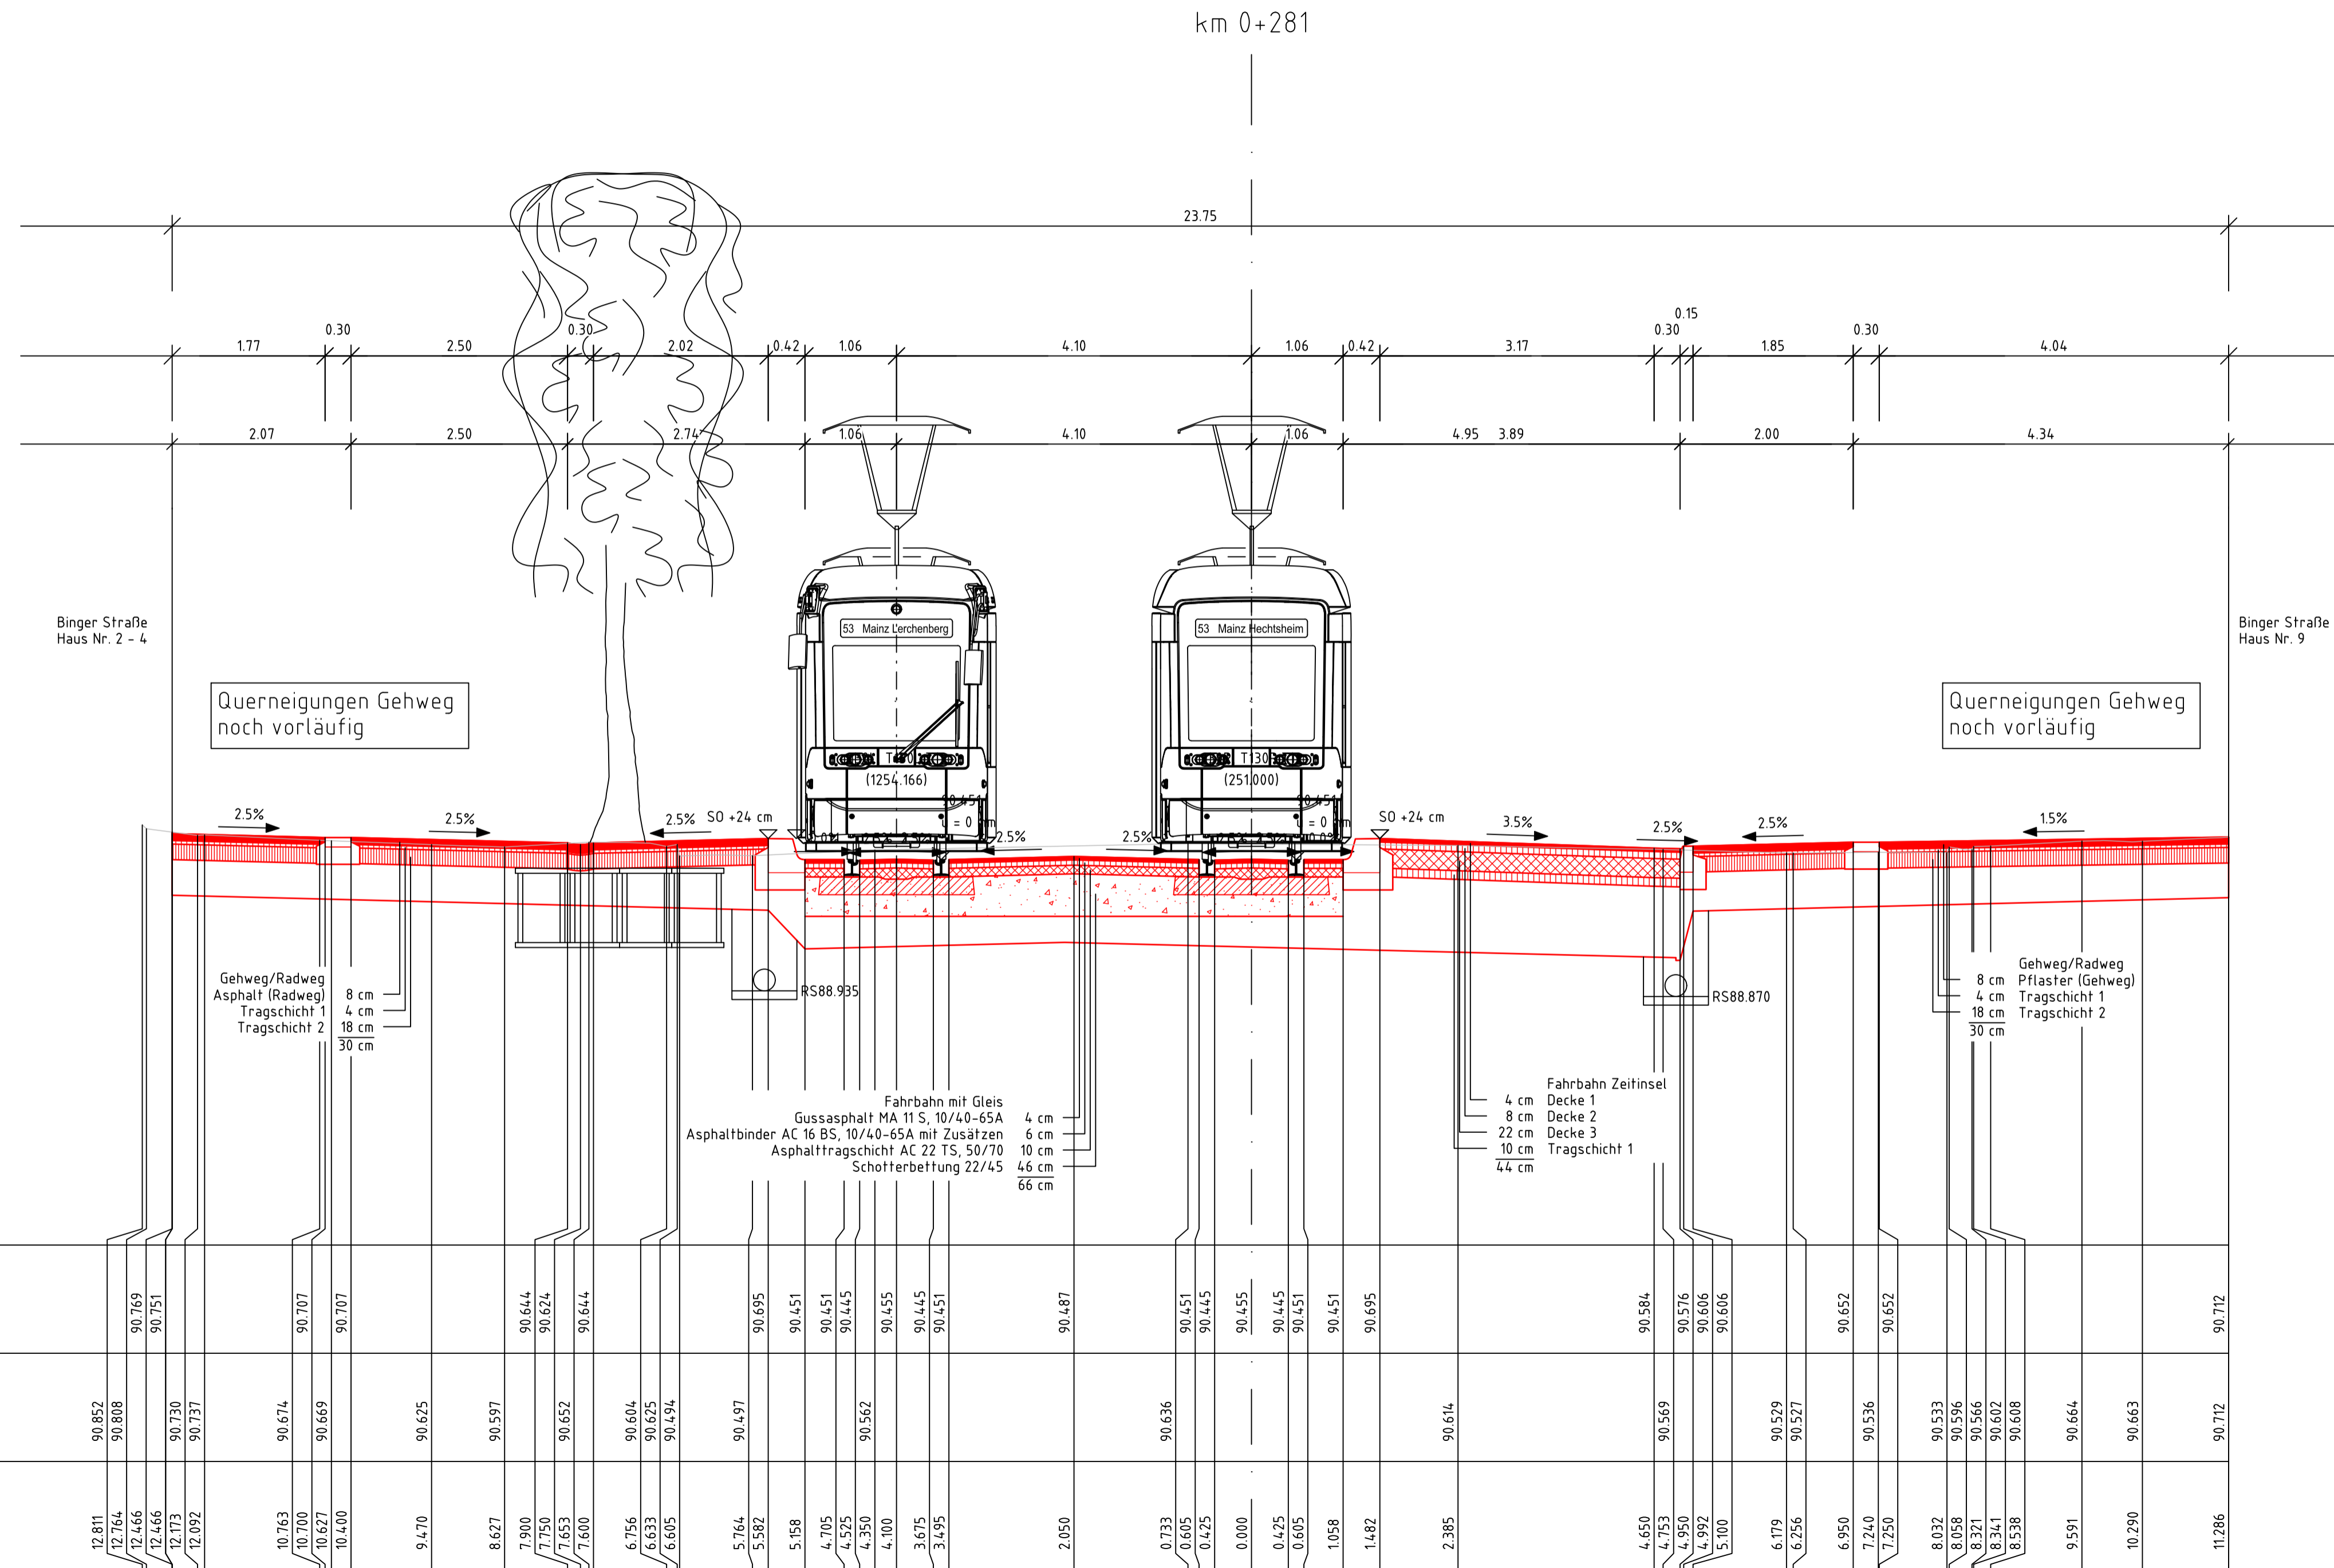 km 0+281
23.75
0.15
0.30 0.30 0.30 0.30
1.77 2.50 2.02 0.42 1.06 4.10 1.06 0.42 3.17 1.85 4.04
2.07 2.50 2.74 1.06 4.10 1.06 4.95 3.89 2.00 4.34
Binger Straße
Haus Nr. 2 - 4
53 Mainz Lerchenberg
53 Mainz Hechtsheim
Binger Straße
Haus Nr. 9
Querneigungen Gehweg
noch vorläufig
Querneigungen Gehweg
noch vorläufig
(1254.166)
(251.000)
2.5% 2.5% 2.5% SO +24 cm 2.5% 2.5% SO +24 cm 3.5% 2.5% 2.5% 1.5%
RS88.935
RS88.870
Gehweg/Radweg
Asphalt (Radweg) 8 cm
Tragschicht 1 4 cm
Tragschicht 2 18 cm
30 cm
Gehweg/Radweg
8 cm Pflaster (Gehweg)
4 cm Tragschicht 1
18 cm Tragschicht 2
30 cm
Fahrbahn mit Gleis
Gussasphalt MA 11 S, 10/40-65A 4 cm
Asphaltbinder AC 16 BS, 10/40-65A mit Zusätzen 6 cm
Asphalttragschicht AC 22 TS, 50/70 10 cm
Schotterbettung 22/45 46 cm
66 cm
Fahrbahn Zeitinsel
4 cm Decke 1
8 cm Decke 2
22 cm Decke 3
10 cm Tragschicht 1
44 cm
90.769 90.751 90.707 90.707 90.644 90.624 90.644 90.695 90.451 90.451 90.445 90.455 90.445 90.451 90.487 90.451 90.445 90.455 90.445 90.451 90.451 90.695 90.584 90.576 90.606 90.606 90.652 90.652 90.712
90.852 90.808 90.730 90.737 90.674 90.669 90.625 90.597 90.652 90.604 90.625 90.494 90.497 90.562 90.636 90.614 90.569 90.529 90.527 90.536 90.533 90.596 90.566 90.602 90.608 90.664 90.663 90.712
12.811 12.764 12.466 12.466 12.173 12.092 10.763 10.700 10.627 10.400 9.470 8.627 7.900 7.750 7.653 7.600 6.756 6.633 6.605 5.764 5.582 5.158 4.705 4.525 4.350 4.100 3.675 3.495 2.050 0.733 0.605 0.425 0.000 0.425 0.605 1.058 1.482 2.385 4.650 4.753 4.950 4.992 5.100 6.179 6.256 6.950 7.240 7.250 8.032 8.058 8.321 8.341 8.538 9.591 10.290 11.286